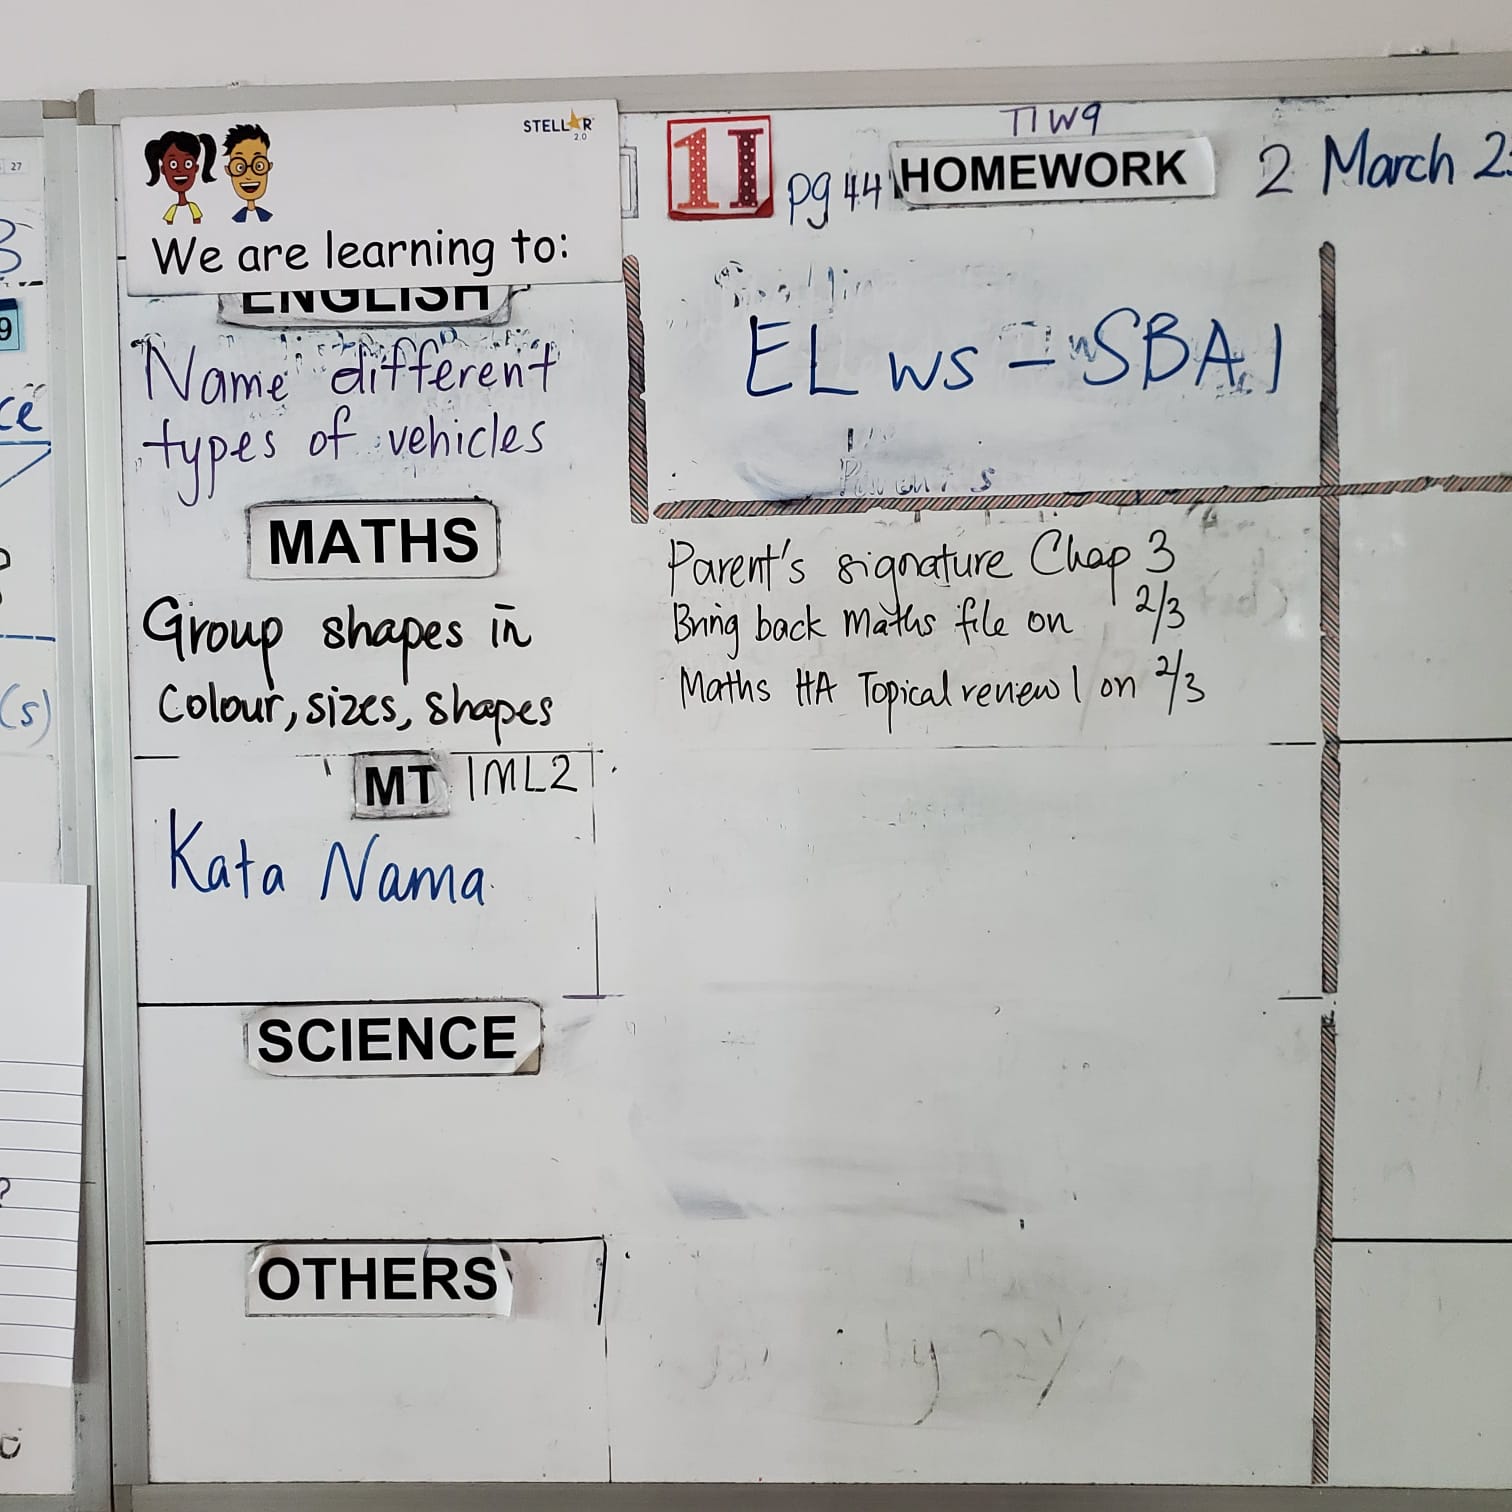 STELLAR
2.0
We are learning to:
ENGLISH
Name different
types of vehicles
MATHS
Group shapes in
Colour, sizes, shapes
MT 1ML2
Kata Nama
SCIENCE
OTHERS
T1W9
1I pg 44 HOMEWORK 2 March
EL ws - SBA 1
Parent's signature Chap 3
Bring back Maths file on 2/3
Maths HA Topical review 1 on 2/3
27
9
ce
(s)
?